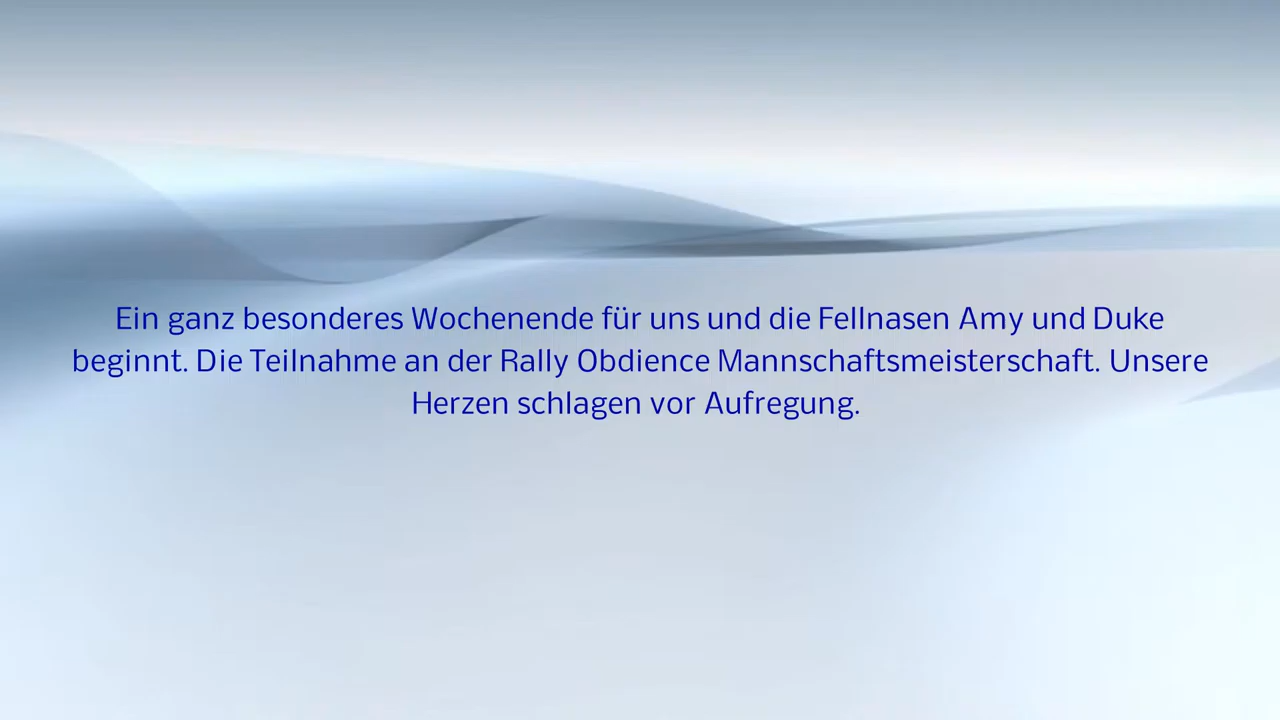 Ein ganz besonderes Wochenende für uns und die Fellnasen Amy und Duke
beginnt. Die Teilnahme an der Rally Obdience Mannschaftsmeisterschaft. Unsere
Herzen schlagen vor Aufregung.